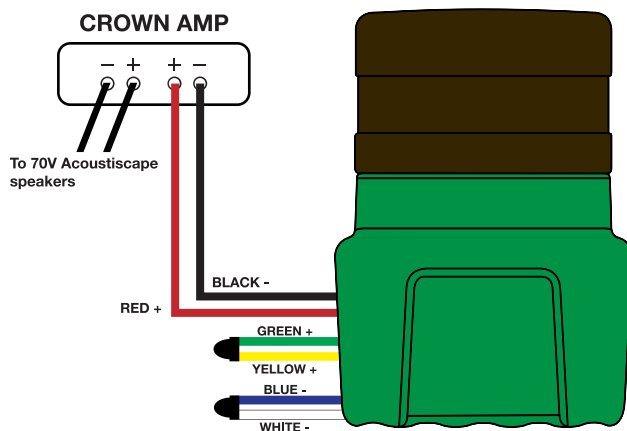 CROWN AMP
− + + −
To 70V Acoustiscape
speakers
BLACK -
RED +
GREEN +
YELLOW +
BLUE -
WHITE -